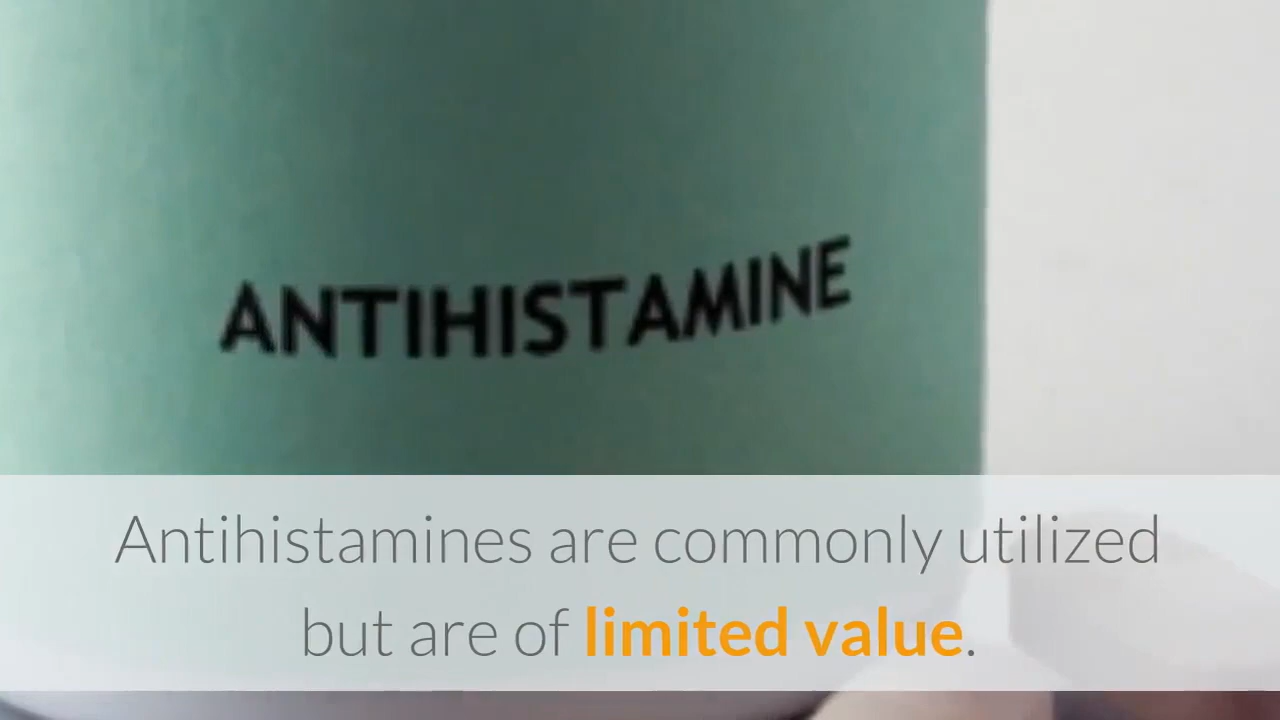 ANTIHISTAMINE
Antihistamines are commonly utilized
but are of limited value.